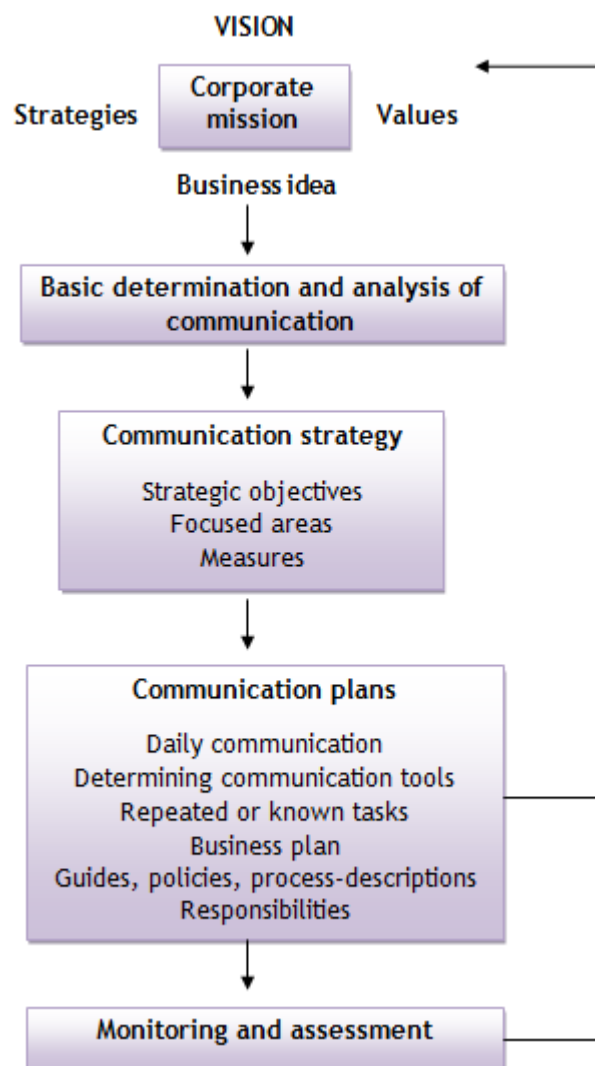 VISION
Corporate
mission
Strategies
Values
Business idea
Basic determination and analysis of
communication
Communication strategy
Strategic objectives
Focused areas
Measures
Communication plans
Daily communication
Determining communication tools
Repeated or known tasks
Business plan
Guides, policies, process-descriptions
Responsibilities
Monitoring and assessment